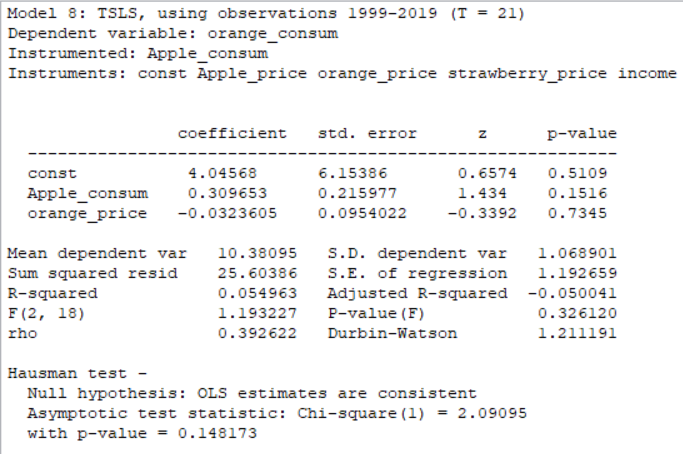 Model 8: TSLS, using observations 1999-2019 (T = 21)
Dependent variable: orange_consum
Instrumented: Apple_consum
Instruments: const Apple_price orange_price strawberry_price income
coefficient std. error z p-value
---------------------------------------------------------------
const 4.04568 6.15386 0.6574 0.5109
Apple_consum 0.309653 0.215977 1.434 0.1516
orange_price -0.0323605 0.0954022 -0.3392 0.7345
Mean dependent var 10.38095 S.D. dependent var 1.068901
Sum squared resid 25.60386 S.E. of regression 1.192659
R-squared 0.054963 Adjusted R-squared -0.050041
F(2, 18) 1.193227 P-value(F) 0.326120
rho 0.392622 Durbin-Watson 1.211191
Hausman test -
Null hypothesis: OLS estimates are consistent
Asymptotic test statistic: Chi-square(1) = 2.09095
with p-value = 0.148173